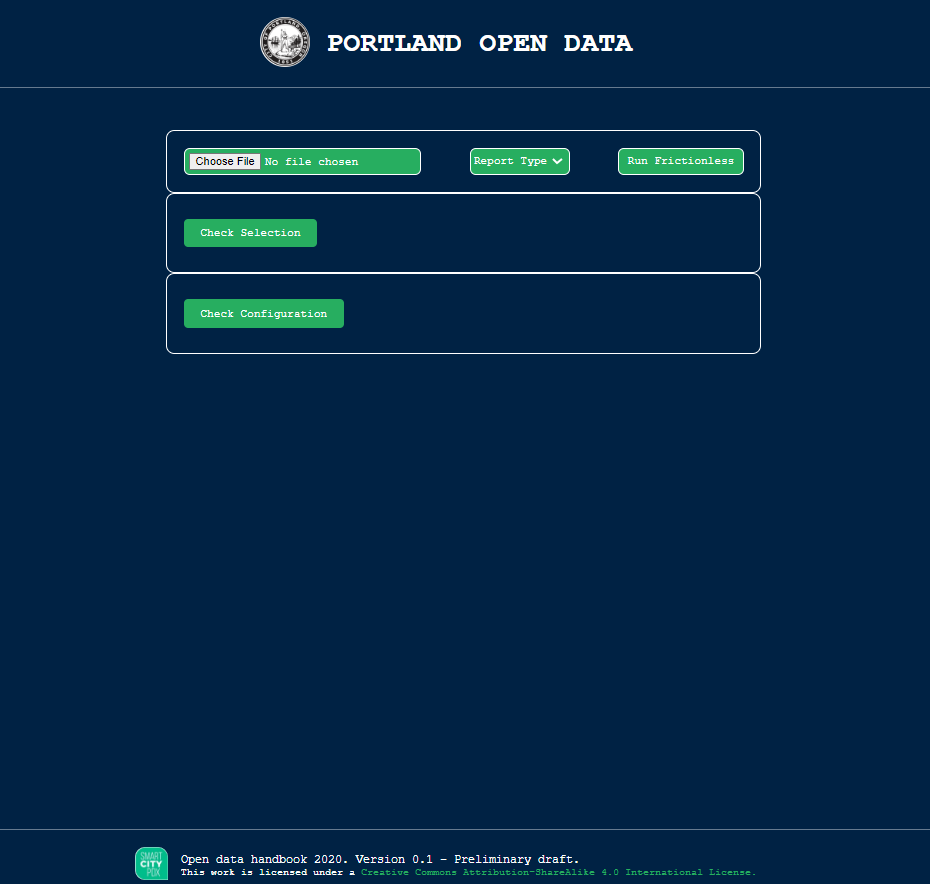 PORTLAND OPEN DATA
Choose File No file chosen Report Type Run Frictionless
Check Selection
Check Configuration
SMART
CITY
PDX
Open data handbook 2020. Version 0.1 - Preliminary draft.
This work is licensed under a Creative Commons Attribution-ShareAlike 4.0 International License.